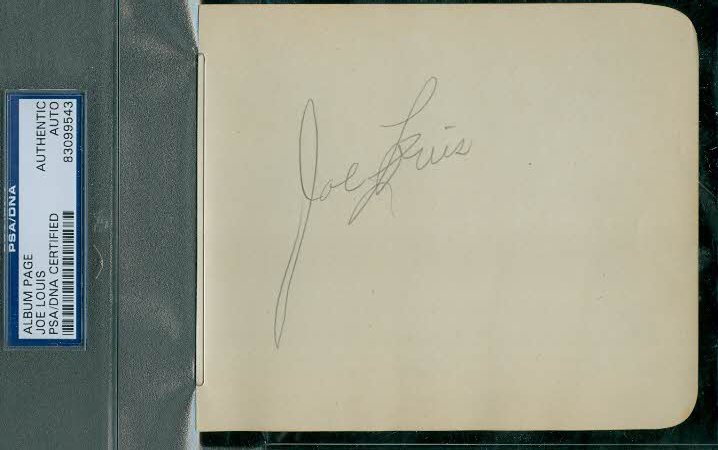 PSA/DNA
ALBUM PAGE
JOE LOUIS
PSA/DNA CERTIFIED
AUTHENTIC
AUTO
83099543
Joe Louis